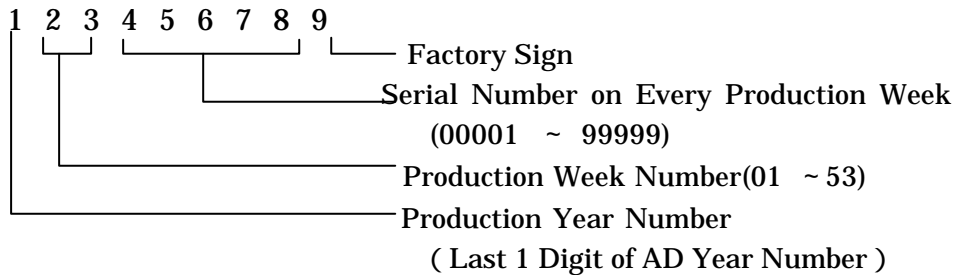 1 2 3 4 5 6 7 8 9
Factory Sign
Serial Number on Every Production Week
(00001 ~ 99999)
Production Week Number(01 ~ 53)
Production Year Number
( Last 1 Digit of AD Year Number )